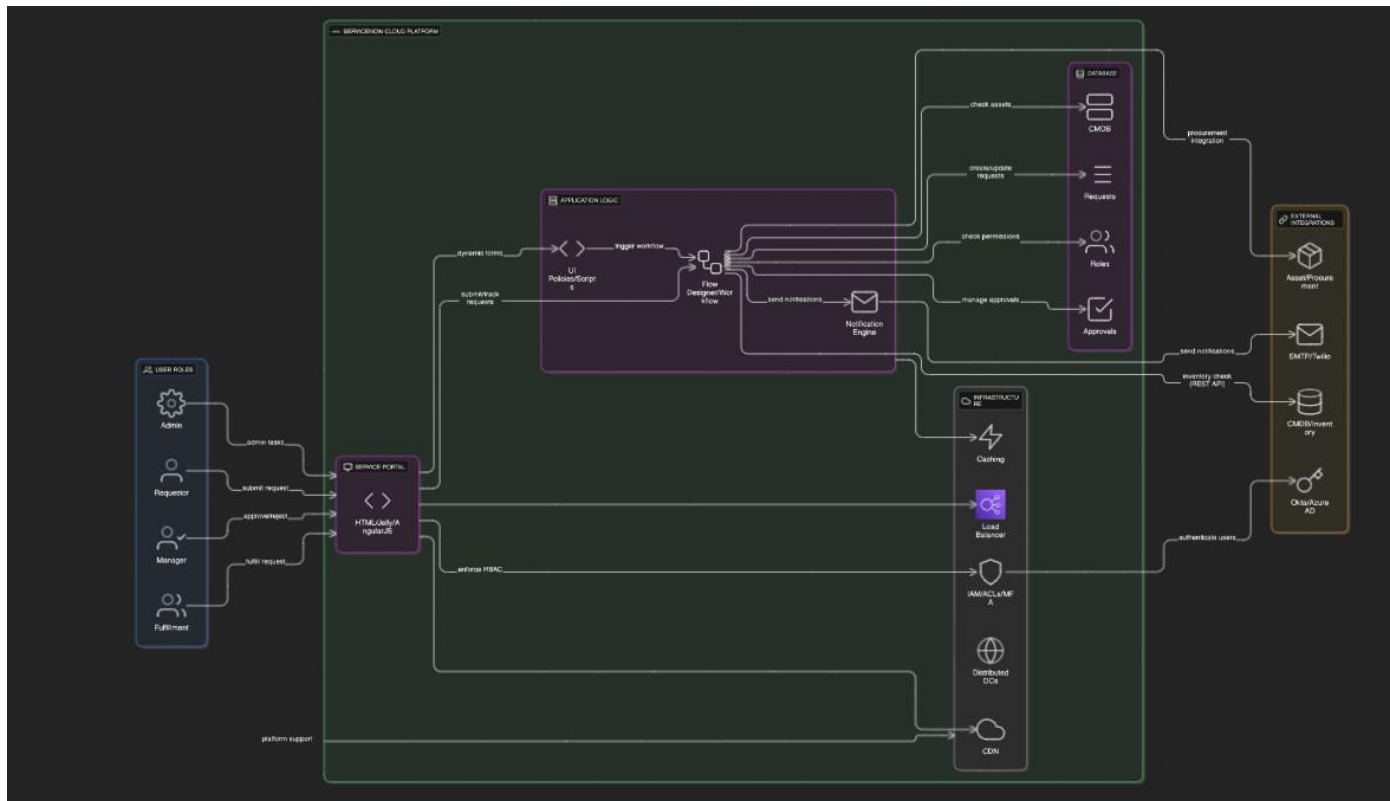 SERVICENOW CLOUD PLATFORM
DATABASE
check assets
CMDB
procurement
integration
create/update
requests
Requests
APPLICATION LOGIC
EXTERNAL
INTEGRATIONS
dynamic forms
trigger workflow
check permissions
UI
Policies/Script
s
Flow
Designer/Wor
kflow
Roles
Asset/Procure
ment
submit/track
requests
send notifications
manage approvals
Notification
Engine
Approvals
send notifications
SMTP/Twilio
USER ROLES
inventory check
(REST API)
INFRASTRUCTU
RE
CMDB/Invent
ory
Admin
admin tasks
Caching
SERVICE PORTAL
Requestor
submit request
HTML/Jelly/A
ngular/JS
Okta/Azure
AD
approve/reject
Load
Balancer
Manager
authenticate users
fulfill request
enforce RBAC
IAM/ACLs/MF
A
Fulfillment
Distributed
DCs
platform support
CDN